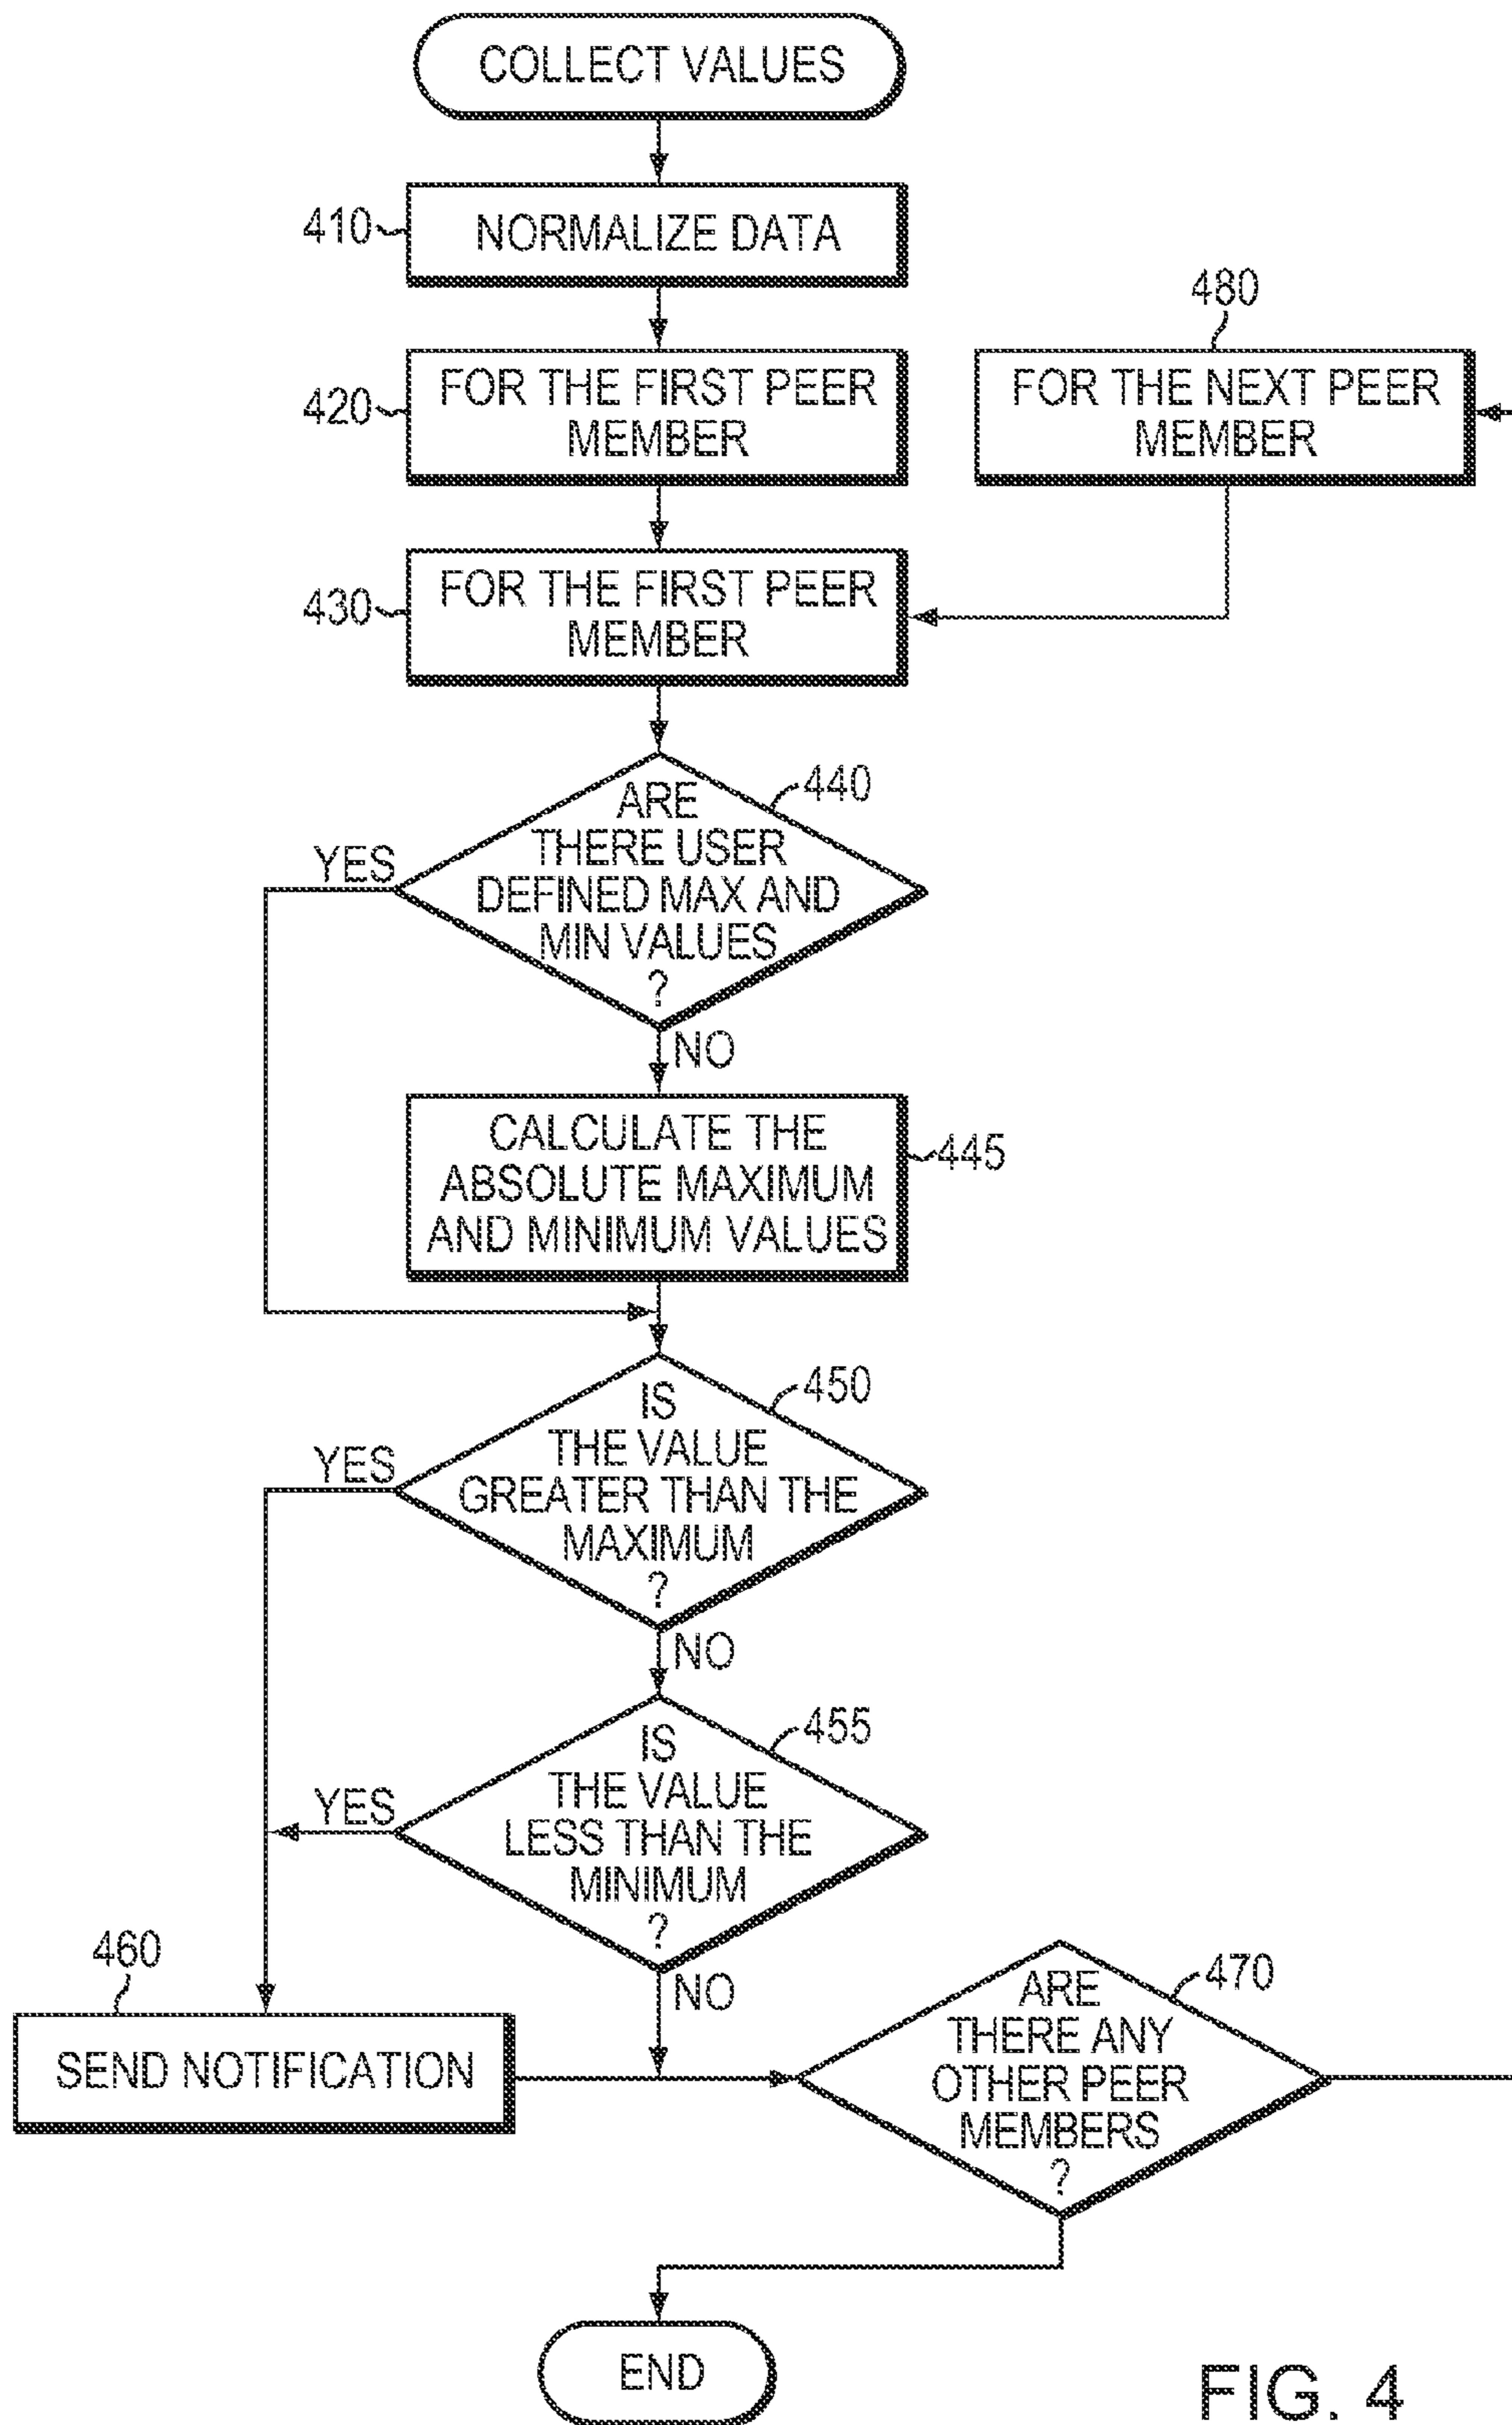 COLLECT VALUES
410
NORMALIZE DATA
480
420
FOR THE FIRST PEER
MEMBER
FOR THE NEXT PEER
MEMBER
430
FOR THE FIRST PEER
MEMBER
440
ARE
THERE USER
DEFINED MAX AND
MIN VALUES
?
YES
NO
CALCULATE THE
ABSOLUTE MAXIMUM
AND MINIMUM VALUES
445
450
IS
THE VALUE
GREATER THAN THE
MAXIMUM
?
YES
NO
455
IS
THE VALUE
LESS THAN THE
MINIMUM
?
YES
NO
460
SEND NOTIFICATION
470
ARE
THERE ANY
OTHER PEER
MEMBERS
?
END
FIG. 4